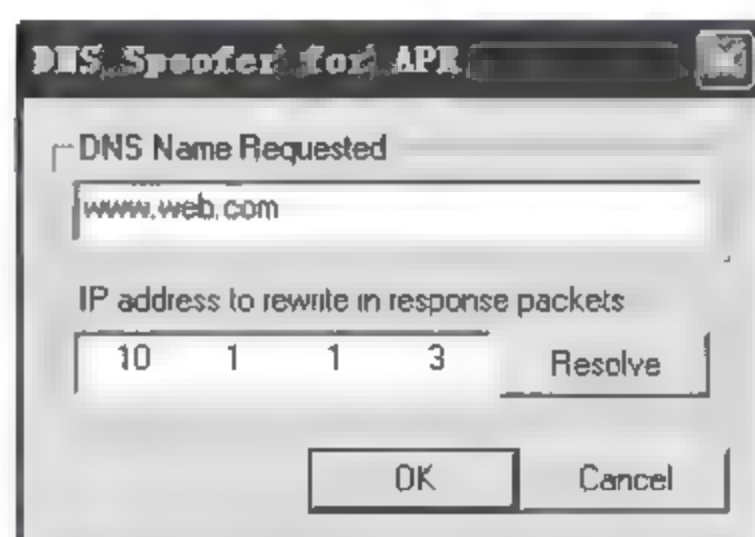 DNS Spoofer for APR
DNS Name Requested
www.web.com
IP address to rewrite in response packets
10 1 1 3
Resolve
OK
Cancel